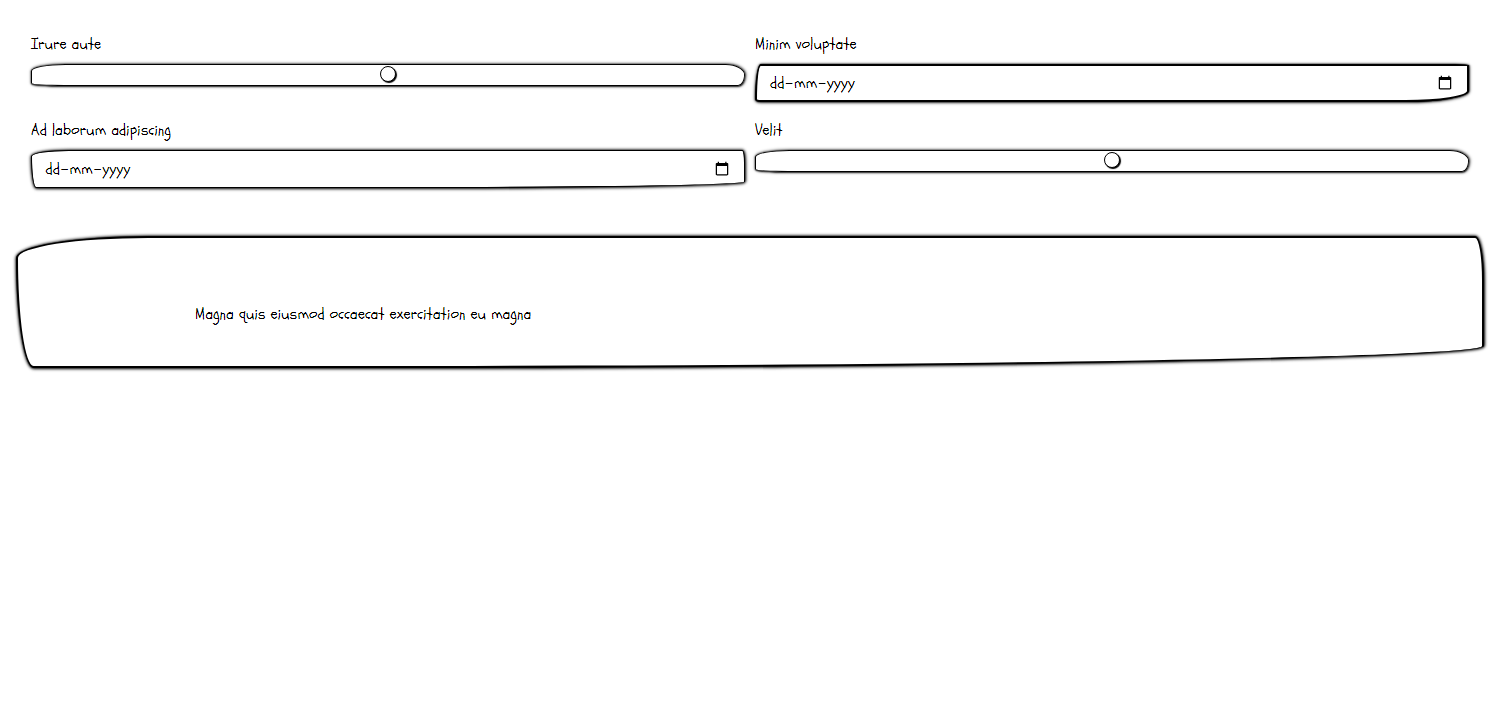 Irure aute
Minim voluptate
dd-mm-yyyy
Ad laborum adipiscing
Velit
dd-mm-yyyy
Magna quis eiusmod occaecat exercitation eu magna